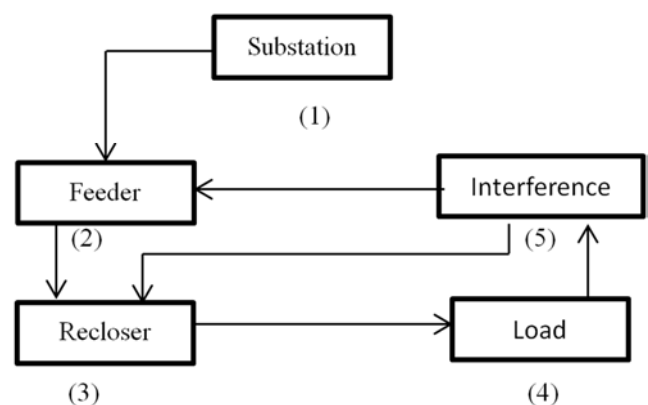 Substation
(1)
Feeder
(2)
Interference
(5)
Recloser
(3)
Load
(4)